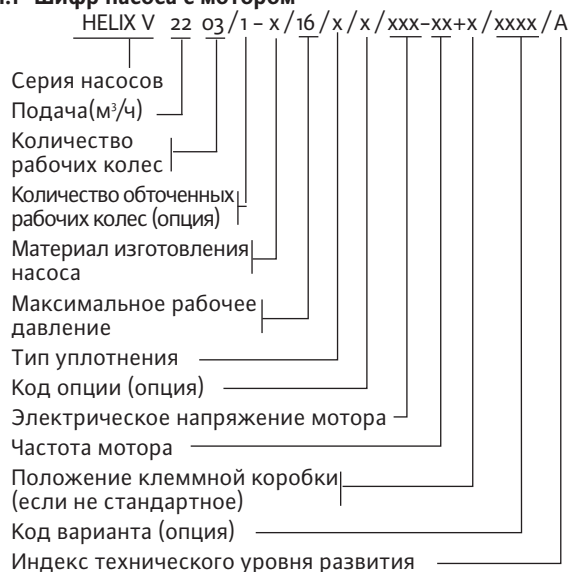 Шифр насоса с мотором
HELIX V 22 03/1 – x/16/x/x/xxx–xx+x/xxxx/A
Серия насосов
Подача(м³/ч)
Количество
рабочих колес
Количество обточенных
рабочих колес (опция)
Материал изготовления
насоса
Максимальное рабочее
давление
Тип уплотнения
Код опции (опция)
Электрическое напряжение мотора
Частота мотора
Положение клеммной коробки
(если не стандартное)
Код варианта (опция)
Индекс технического уровня развития